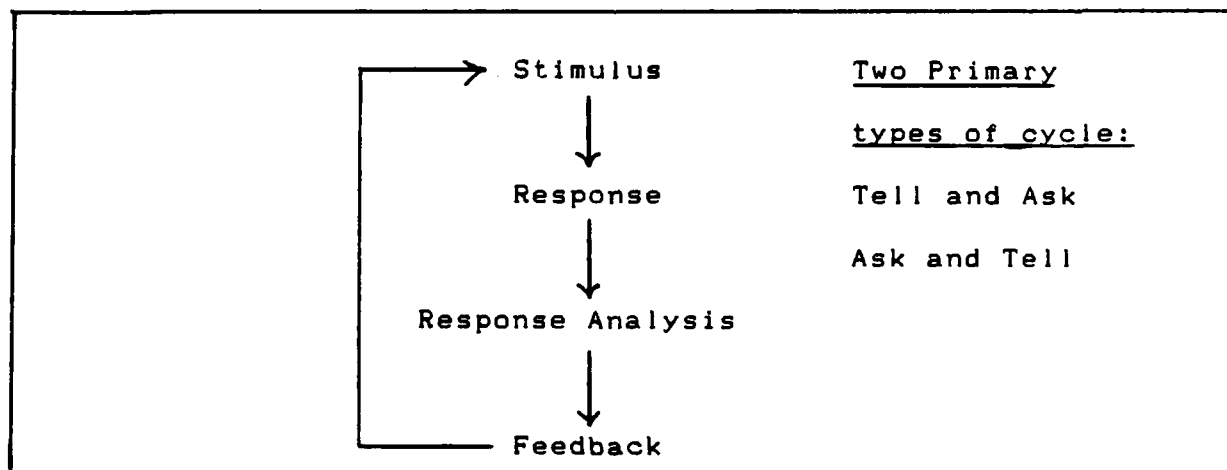 Stimulus
Response
Response Analysis
Feedback
Two Primary
types of cycle:
Tell and Ask
Ask and Tell